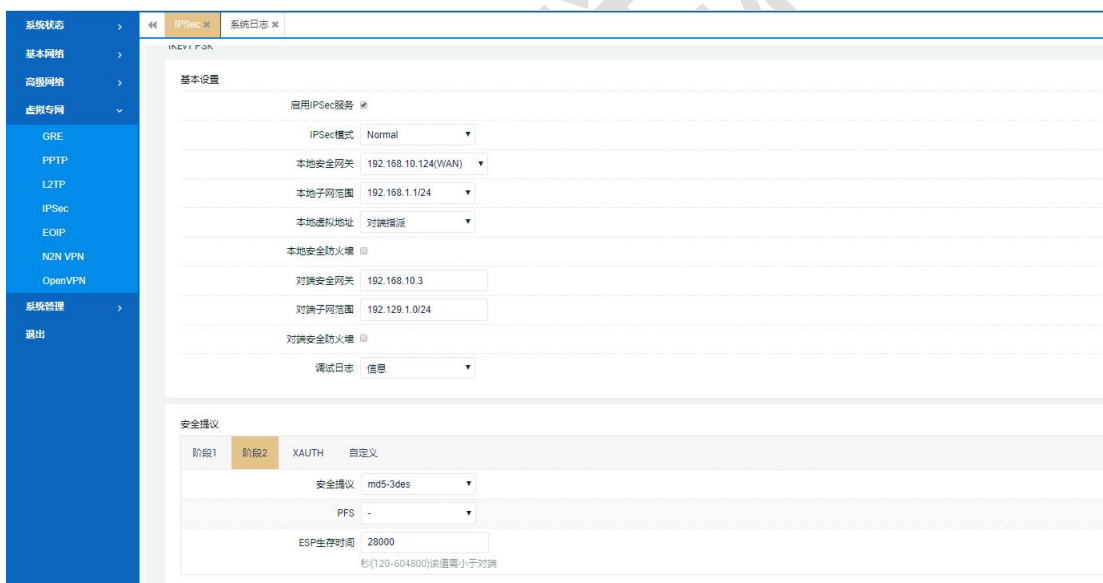 系统状态
IPSec
系统日志
基本网络
IKEV1 PSK
高级网络
基本设置
虚拟专网
启用IPSec服务
GRE
IPSec模式 Normal
PPTP
本地安全网关 192.168.10.124(WAN)
L2TP
本地子网范围 192.168.1.1/24
IPSec
本地虚拟地址 对端指派
EOIP
本地安全防火墙
N2N VPN
对端安全网关 192.168.10.3
OpenVPN
对端子网范围 192.129.1.0/24
系统管理
退出
对端安全防火墙
调试日志 信息
安全提议
阶段1 阶段2 XAUTH 自定义
安全提议 md5-3des
PFS -
ESP生存时间 28000
秒(120-604800)该值需小于对端